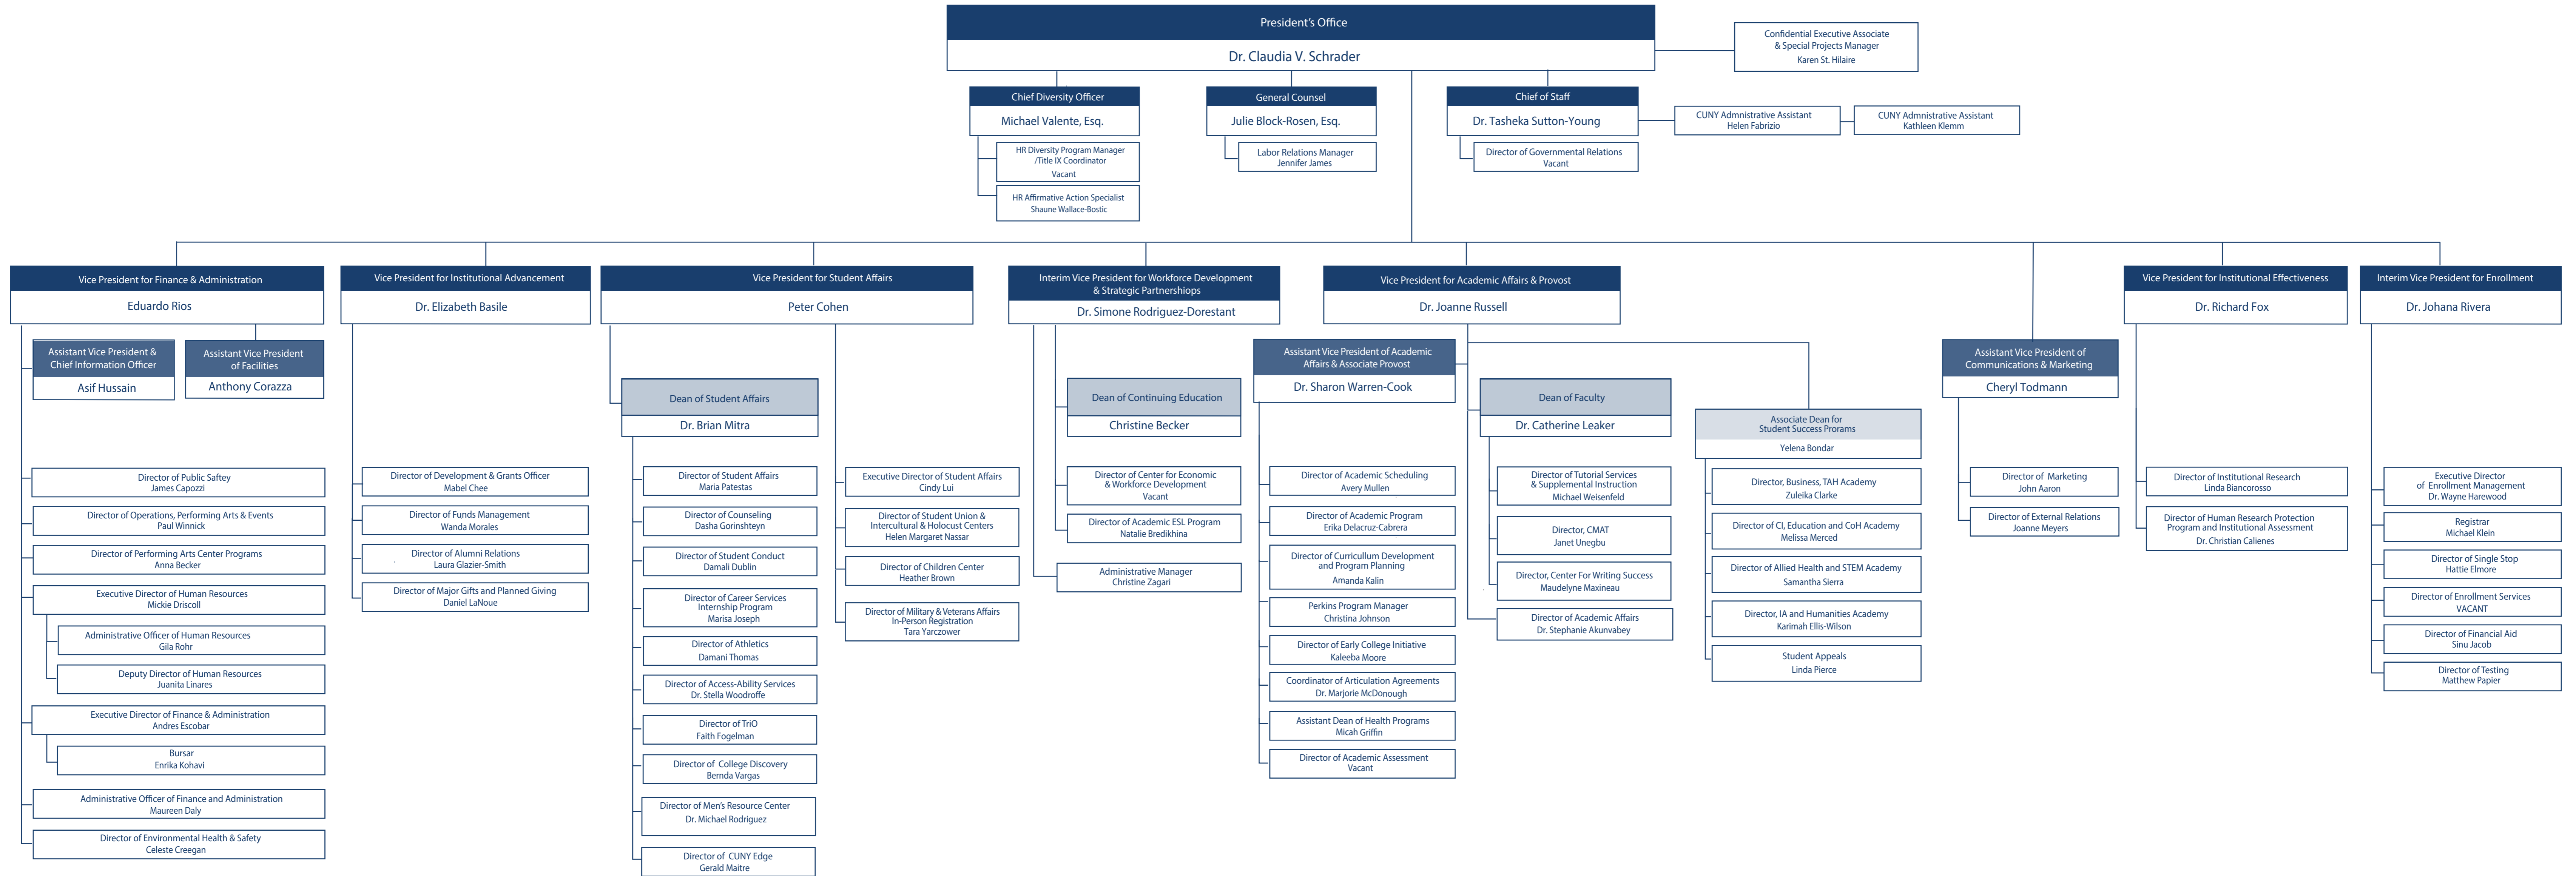 President's Office
Dr. Claudia V. Schrader
Confidential Executive Associate
& Special Projects Manager
Karen St. Hilaire
Chief Diversity Officer
Michael Valente, Esq.
HR Diversity Program Manager
/Title IX Coordinator
Vacant
HR Affirmative Action Specialist
Shaune Wallace-Bostic
General Counsel
Julie Block-Rosen, Esq.
Labor Relations Manager
Jennifer James
Chief of Staff
Dr. Tasheka Sutton-Young
CUNY Admnistrative Assistant
Helen Fabrizio
CUNY Admnistrative Assistant
Kathleen Klemm
Director of Governmental Relations
Vacant
Vice President for Finance & Administration
Eduardo Rios
Assistant Vice President &
Chief Information Officer
Asif Hussain
Assistant Vice President
of Facilities
Anthony Corazza
Director of Public Saftey
James Capozzi
Director of Operations, Performing Arts & Events
Paul Winnick
Director of Performing Arts Center Programs
Anna Becker
Executive Director of Human Resources
Mickie Driscoll
Administrative Officer of Human Resources
Gila Rohr
Deputy Director of Human Resources
Juanita Linares
Executive Director of Finance & Administration
Andres Escobar
Bursar
Enrika Kohavi
Administrative Officer of Finance and Administration
Maureen Daly
Director of Environmental Health & Safety
Celeste Creegan
Vice President for Institutional Advancement
Dr. Elizabeth Basile
Director of Development & Grants Officer
Mabel Chee
Director of Funds Management
Wanda Morales
Director of Alumni Relations
Laura Glazier-Smith
Director of Major Gifts and Planned Giving
Daniel LaNoue
Vice President for Student Affairs
Peter Cohen
Dean of Student Affairs
Dr. Brian Mitra
Director of Student Affairs
Maria Patestas
Director of Counseling
Dasha Gorinshteyn
Director of Student Conduct
Damali Dublin
Director of Career Services
Internship Program
Marisa Joseph
Director of Athletics
Damani Thomas
Director of Access-Ability Services
Dr. Stella Woodroffe
Director of TriO
Faith Fogelman
Director of College Discovery
Bernda Vargas
Director of Men's Resource Center
Dr. Michael Rodriguez
Director of CUNY Edge
Gerald Maitre
Executive Director of Student Affairs
Cindy Lui
Director of Student Union &
Intercultural & Holocust Centers
Helen Margaret Nassar
Director of Children Center
Heather Brown
Director of Military & Veterans Affairs
In-Person Registration
Tara Yarczower
Interim Vice President for Workforce Development
& Strategic Partnershiops
Dr. Simone Rodriguez-Dorestant
Dean of Continuing Education
Christine Becker
Director of Center for Economic
& Workforce Development
Vacant
Director of Academic ESL Program
Natalie Bredikhina
Administrative Manager
Christine Zagari
Vice President for Academic Affairs & Provost
Dr. Joanne Russell
Assistant Vice President of Academic
Affairs & Associate Provost
Dr. Sharon Warren-Cook
Director of Academic Scheduling
Avery Mullen
Director of Academic Program
Erika Delacruz-Cabrera
Director of Curricullum Development
and Program Planning
Amanda Kalin
Perkins Program Manager
Christina Johnson
Director of Early College Initiative
Kaleeba Moore
Coordinator of Articulation Agreements
Dr. Marjorie McDonough
Assistant Dean of Health Programs
Micah Griffin
Director of Academic Assessment
Vacant
Dean of Faculty
Dr. Catherine Leaker
Director of Tutorial Services
& Supplemental Instruction
Michael Weisenfeld
Director, CMAT
Janet Unegbu
Director, Center For Writing Success
Maudelyne Maxineau
Director of Academic Affairs
Dr. Stephanie Akunvabey
Associate Dean for
Student Success Prorams
Yelena Bondar
Director, Business, TAH Academy
Zuleika Clarke
Director of CI, Education and CoH Academy
Melissa Merced
Director of Allied Health and STEM Academy
Samantha Sierra
Director, IA and Humanities Academy
Karimah Ellis-Wilson
Student Appeals
Linda Pierce
Assistant Vice President of
Communications & Marketing
Cheryl Todmann
Director of Marketing
John Aaron
Director of External Relations
Joanne Meyers
Vice President for Institutional Effectiveness
Dr. Richard Fox
Director of Institutional Research
Linda Biancorosso
Director of Human Research Protection
Program and Institutional Assessment
Dr. Christian Calienes
Interim Vice President for Enrollment
Dr. Johana Rivera
Executive Director
of Enrollment Management
Dr. Wayne Harewood
Registrar
Michael Klein
Director of Single Stop
Hattie Elmore
Director of Enrollment Services
VACANT
Director of Financial Aid
Sinu Jacob
Director of Testing
Matthew Papier